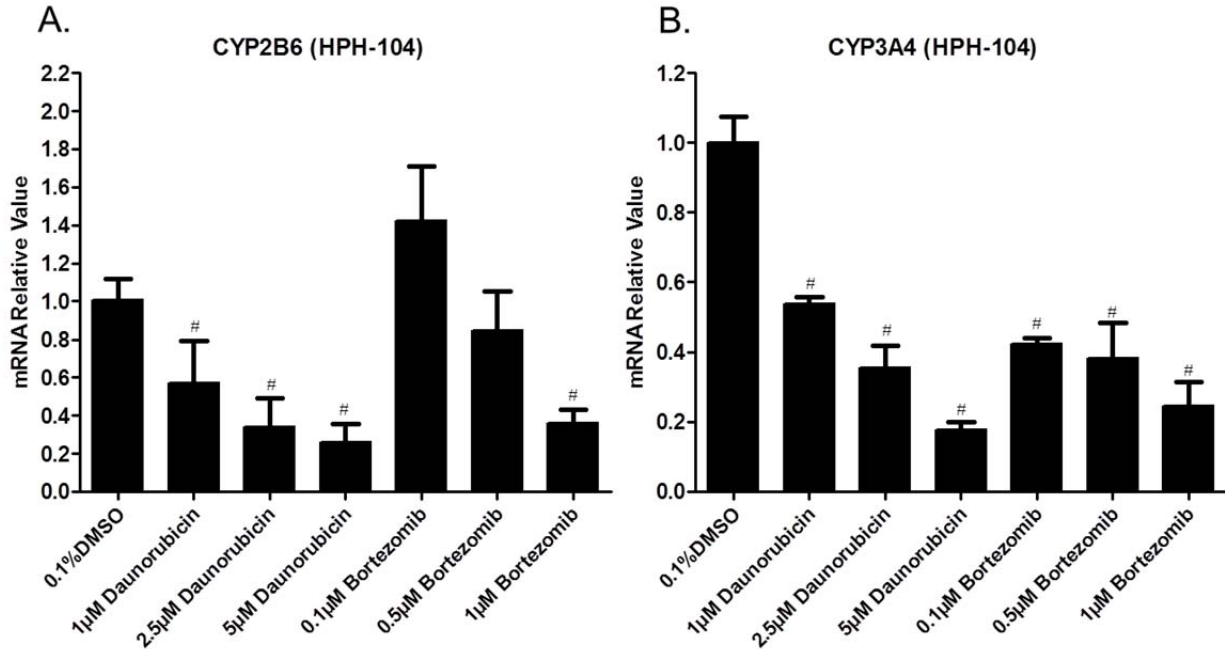 A.
CYP2B6 (HPH-104)
mRNA Relative Value
2.2
2.0
1.8
1.6
1.4
1.2
1.0
0.8
0.6
0.4
0.2
0.0
#
#
#
#
0.1%DMSO
1µM Daunorubicin
2.5µM Daunorubicin
5µM Daunorubicin
0.1µM Bortezomib
0.5µM Bortezomib
1µM Bortezomib
B.
CYP3A4 (HPH-104)
mRNA Relative Value
1.2
1.0
0.8
0.6
0.4
0.2
0.0
#
#
#
#
#
#
0.1%DMSO
1µM Daunorubicin
2.5µM Daunorubicin
5µM Daunorubicin
0.1µM Bortezomib
0.5µM Bortezomib
1µM Bortezomib